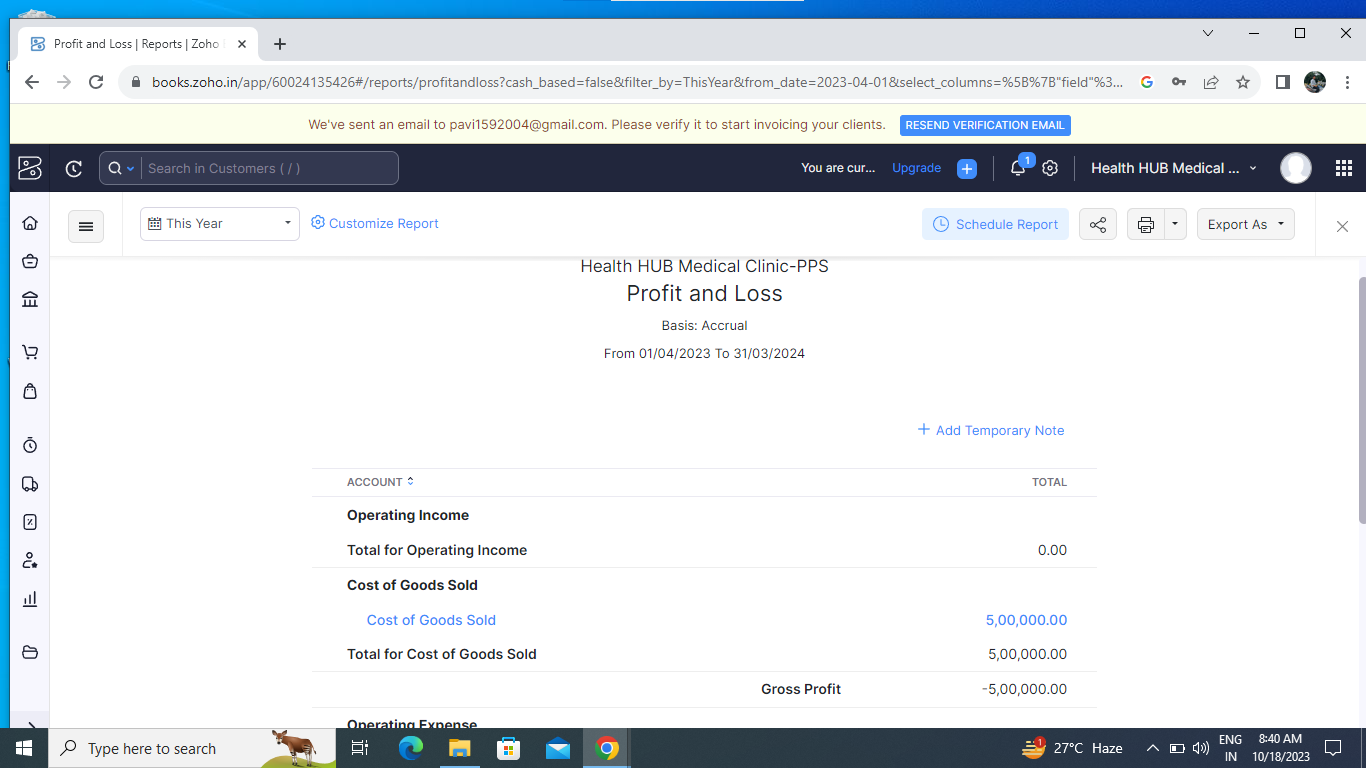 Profit and Loss | Reports | Zoho
books.zoho.in/app/60024135426#/reports/profitandloss?cash_based=false&filter_by=ThisYear&from_date=2023-04-01&select_columns=%5B%7B"field"%3...
We've sent an email to pavi1592004@gmail.com. Please verify it to start invoicing your clients. RESEND VERIFICATION EMAIL
Search in Customers ( / ) You are cur... Upgrade 1 Health HUB Medical ...
This Year Customize Report Schedule Report Export As
Health HUB Medical Clinic-PPS
Profit and Loss
Basis: Accrual
From 01/04/2023 To 31/03/2024
Add Temporary Note
ACCOUNT TOTAL
Operating Income
Total for Operating Income 0.00
Cost of Goods Sold
Cost of Goods Sold 5,00,000.00
Total for Cost of Goods Sold 5,00,000.00
Gross Profit -5,00,000.00
Operating Expense
Type here to search 1 27°C Haze ENG IN 8:40 AM 10/18/2023